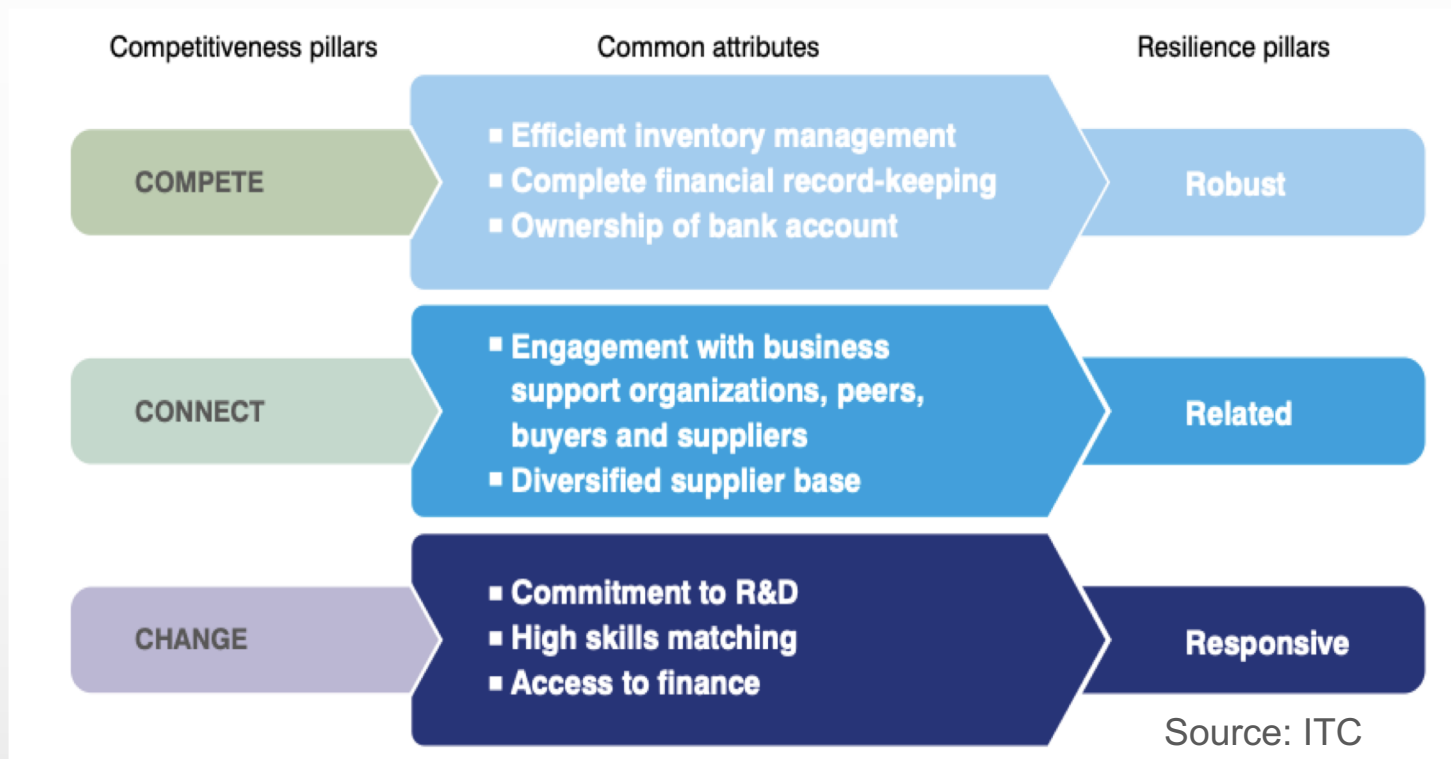 Competitiveness pillars
Common attributes
Resilience pillars
COMPETE
▪ Efficient inventory management
▪ Complete financial record-keeping
▪ Ownership of bank account
Robust
CONNECT
▪ Engagement with business
support organizations, peers,
buyers and suppliers
▪ Diversified supplier base
Related
CHANGE
▪ Commitment to R&D
▪ High skills matching
▪ Access to finance
Responsive
Source: ITC